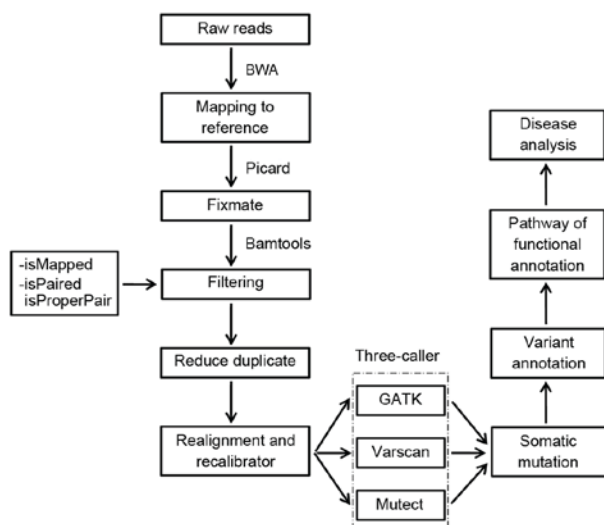 Raw reads
BWA
Mapping to
reference
Picard
Fixmate
Bamtools
-isMapped
-isPaired
isProperPair
Filtering
Reduce duplicate
Realignment and
recalibrator
Three-caller
GATK
Varscan
Mutect
Somatic
mutation
Variant
annotation
Pathway of
functional
annotation
Disease
analysis